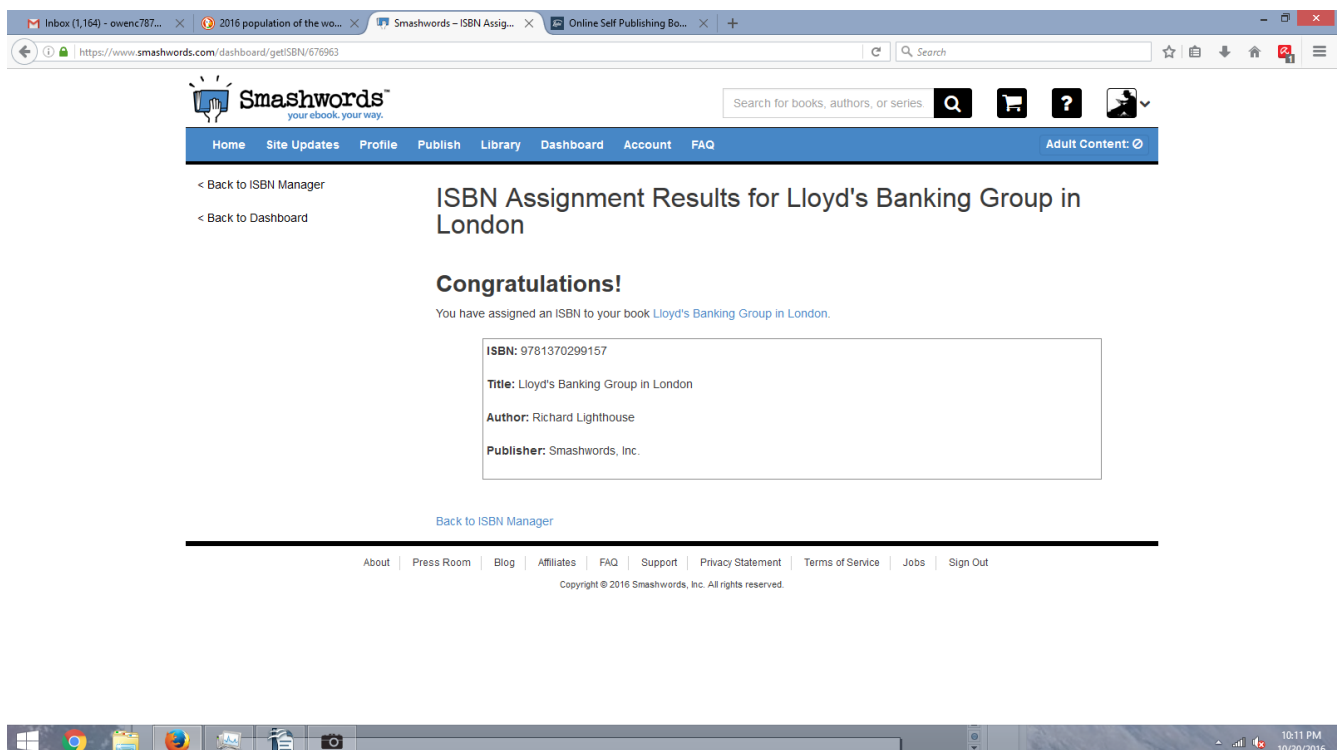 Inbox (1,164) - owenc787...
2016 population of the wo...
Smashwords – ISBN Assig...
Online Self Publishing Bo...
https://www.smashwords.com/dashboard/getISBN/676963
Search
1
Smashwords™
your ebook. your way.
Search for books, authors, or series.
?
Home Site Updates Profile Publish Library Dashboard Account FAQ Adult Content:
< Back to ISBN Manager
< Back to Dashboard
ISBN Assignment Results for Lloyd's Banking Group in
London
Congratulations!
You have assigned an ISBN to your book Lloyd's Banking Group in London.
ISBN: 9781370299157
Title: Lloyd's Banking Group in London
Author: Richard Lighthouse
Publisher: Smashwords, Inc.
Back to ISBN Manager
About Press Room Blog Affiliates FAQ Support Privacy Statement Terms of Service Jobs Sign Out
Copyright © 2016 Smashwords, Inc. All rights reserved.
10:11 PM
10/30/2016